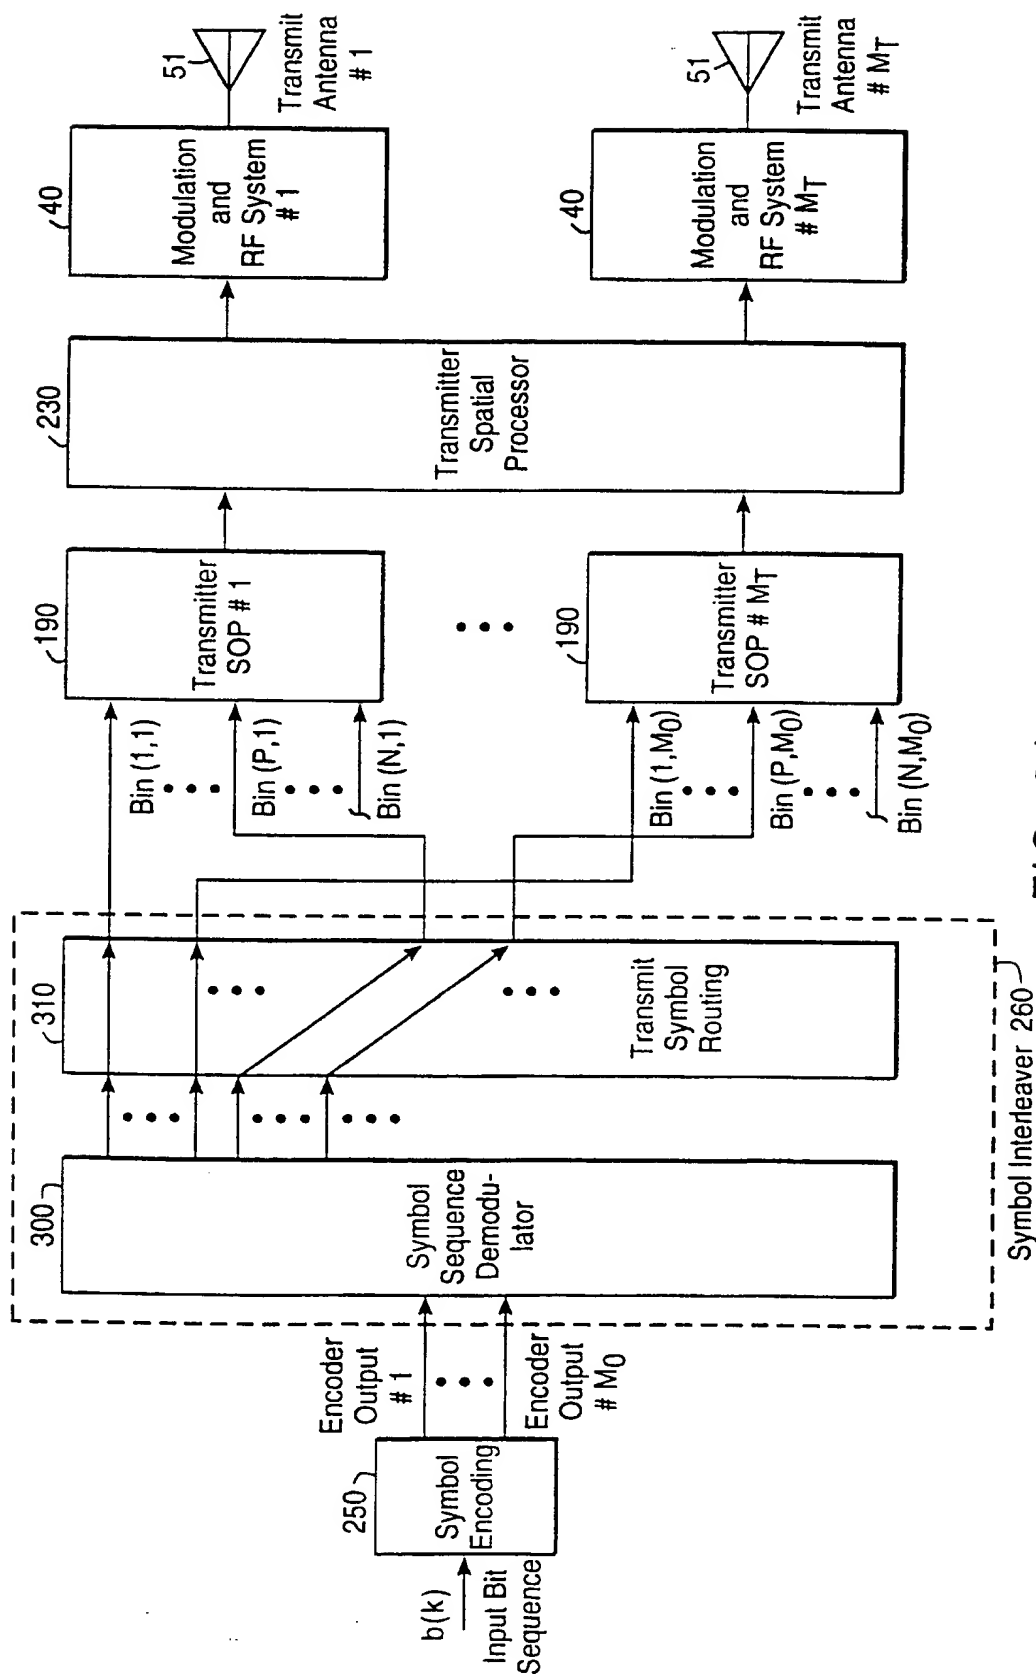 b(k)
Input Bit
Sequence
250
Symbol
Encoding
Encoder
Output
# 1
Encoder
Output
# M0
300
Symbol
Sequence
Demodu-
lator
310
Transmit
Symbol
Routing
Symbol Interleaver 260
Bin (1,1)
Bin (P,1)
Bin (N,1)
Bin (1,M0)
Bin (P,M0)
Bin (N,M0)
190
Transmitter
SOP # 1
190
Transmitter
SOP # MT
230
Transmitter
Spatial
Processor
40
Modulation
and
RF System
# 1
40
Modulation
and
RF System
# MT
51
Transmit
Antenna
# 1
51
Transmit
Antenna
# MT